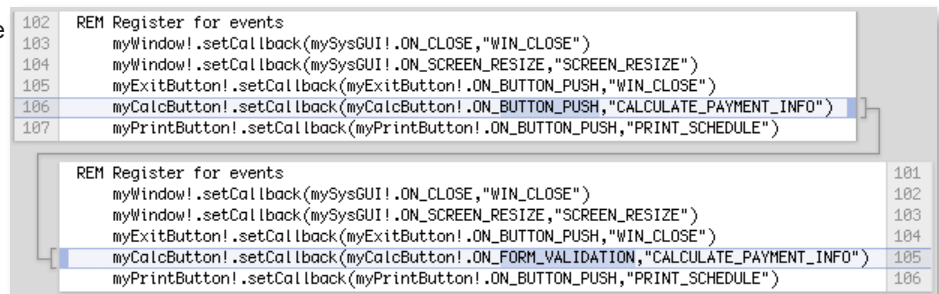 e
102 REM Register for events
103 myWindow!.setCallback(mySysGUI!.ON_CLOSE,"WIN_CLOSE")
104 myWindow!.setCallback(mySysGUI!.ON_SCREEN_RESIZE,"SCREEN_RESIZE")
105 myExitButton!.setCallback(myExitButton!.ON_BUTTON_PUSH,"WIN_CLOSE")
106 myCalcButton!.setCallback(myCalcButton!.ON_BUTTON_PUSH,"CALCULATE_PAYMENT_INFO")
107 myPrintButton!.setCallback(myPrintButton!.ON_BUTTON_PUSH,"PRINT_SCHEDULE")
REM Register for events 101
myWindow!.setCallback(mySysGUI!.ON_CLOSE,"WIN_CLOSE") 102
myWindow!.setCallback(mySysGUI!.ON_SCREEN_RESIZE,"SCREEN_RESIZE") 103
myExitButton!.setCallback(myExitButton!.ON_BUTTON_PUSH,"WIN_CLOSE") 104
myCalcButton!.setCallback(myCalcButton!.ON_FORM_VALIDATION,"CALCULATE_PAYMENT_INFO") 105
myPrintButton!.setCallback(myPrintButton!.ON_BUTTON_PUSH,"PRINT_SCHEDULE") 106